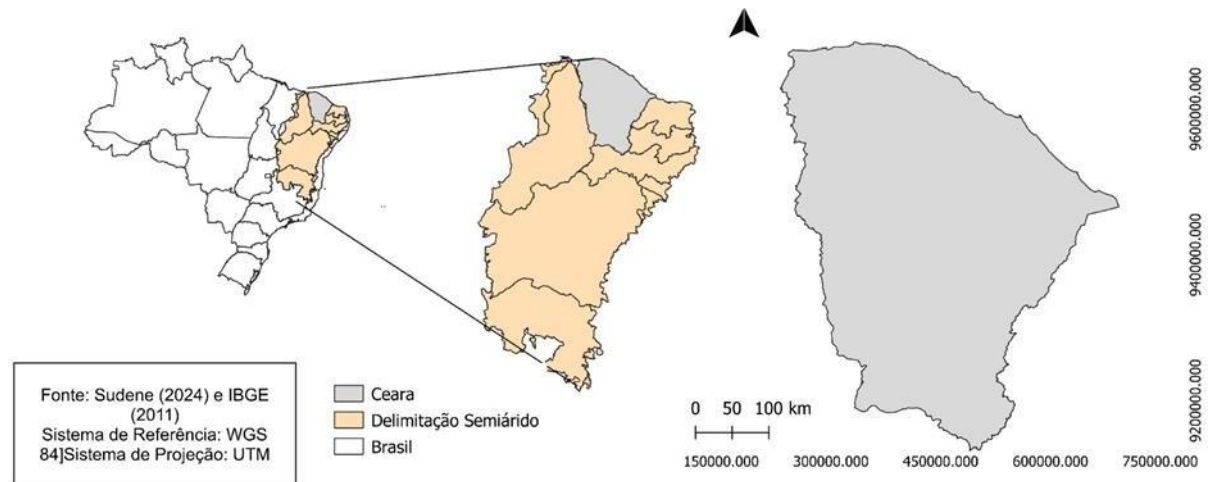 Fonte: Sudene (2024) e IBGE
(2011)
Sistema de Referência: WGS
84]Sistema de Projeção: UTM
Ceara
Delimitação Semiárido
Brasil
0 50 100 km
150000.000 300000.000 450000.000 600000.000 750000.000
9600000.000
9400000.000
9200000.000